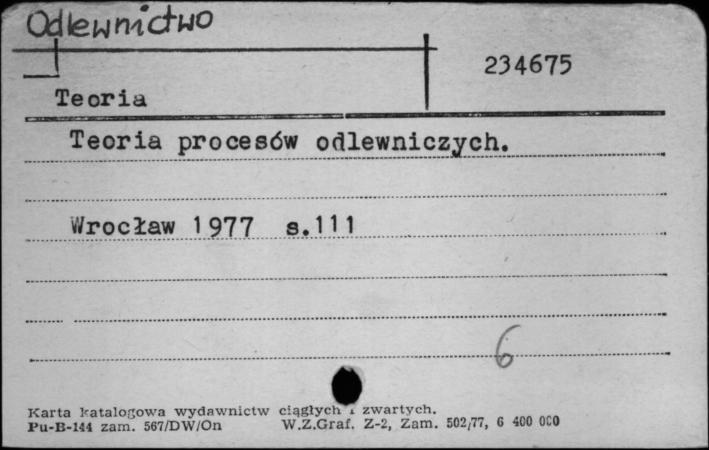 Odlewnictwo
234675
Teoria
Teoria procesów odlewniczych.
Wrocław 1977 s.111
6
Karta katalogowa wydawnictw ciągłych i zwartych.
Pu-B-144 zam. 567/DW/On W.Z.Graf. Z-2, Zam. 502/77, 6 400 000